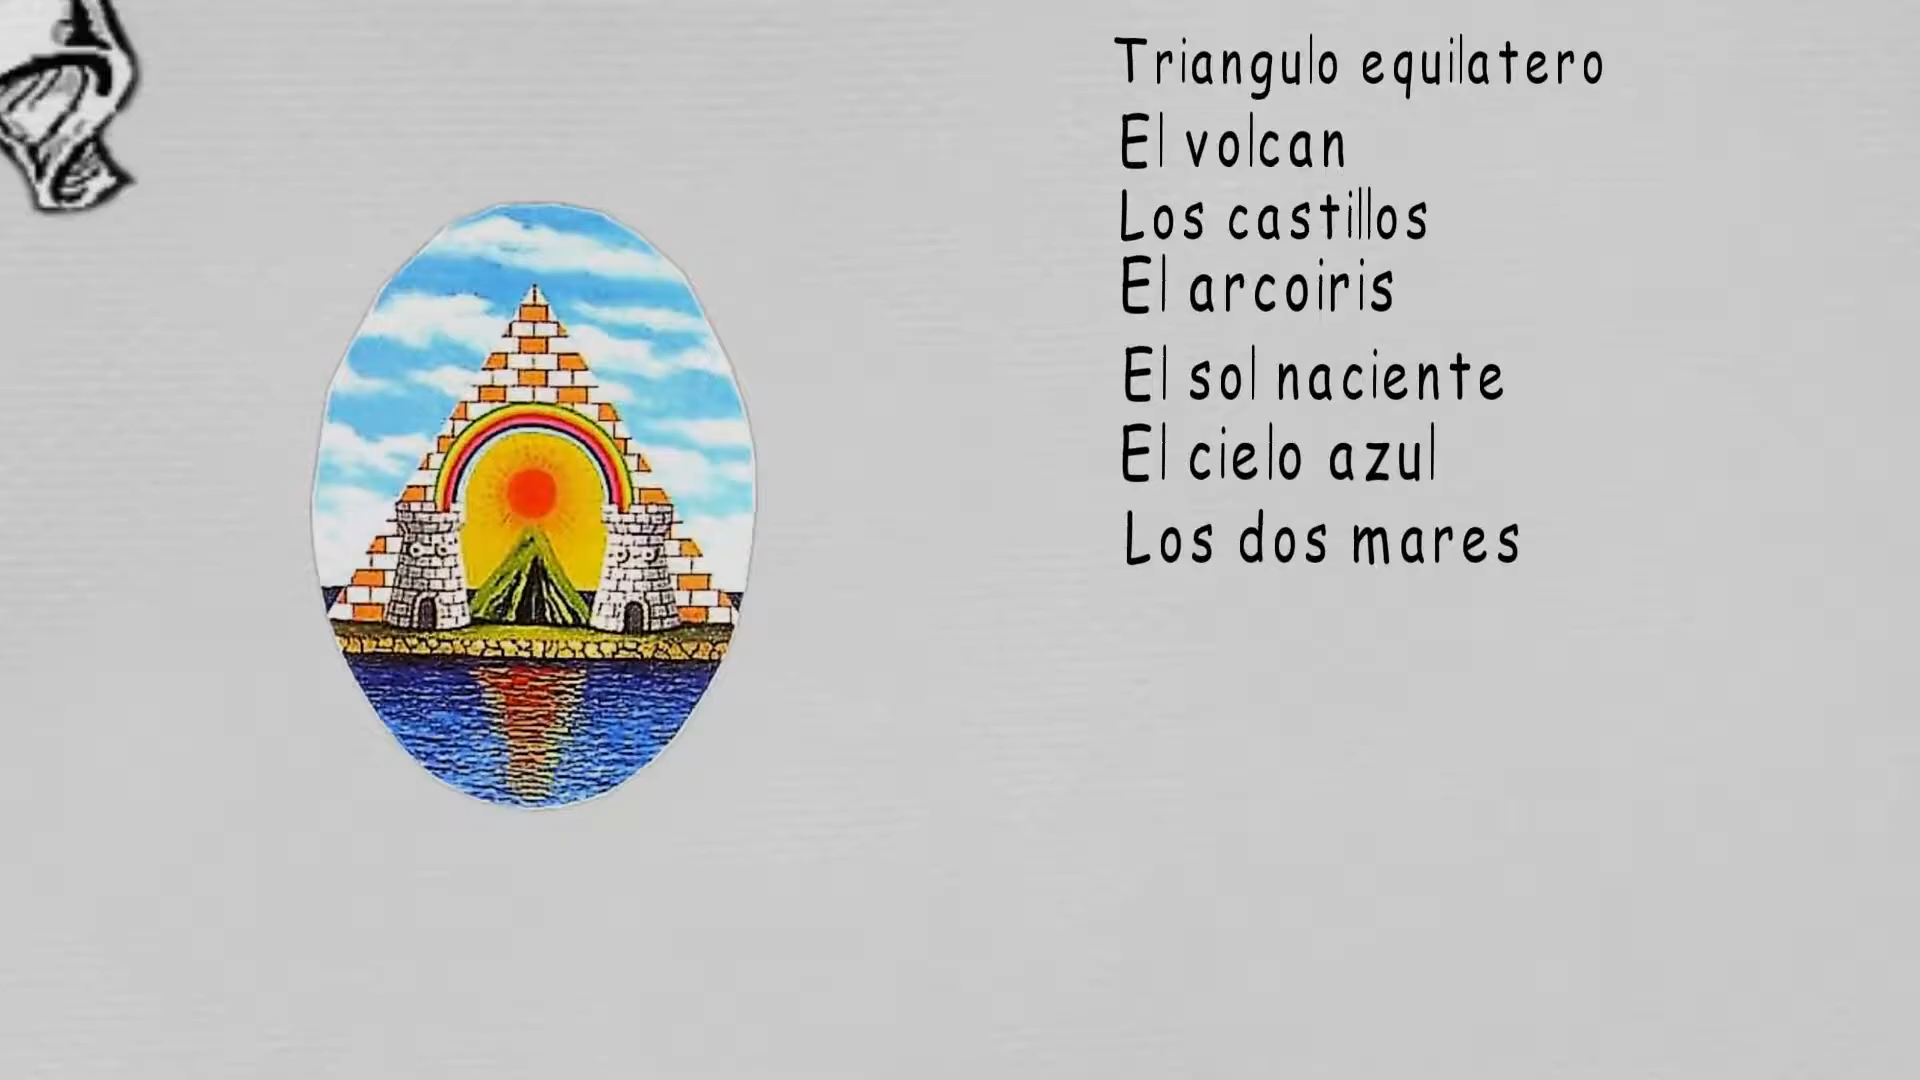 Triangulo equilatero
El volcan
Los castillos
El arcoiris
El sol naciente
El cielo azul
Los dos mares